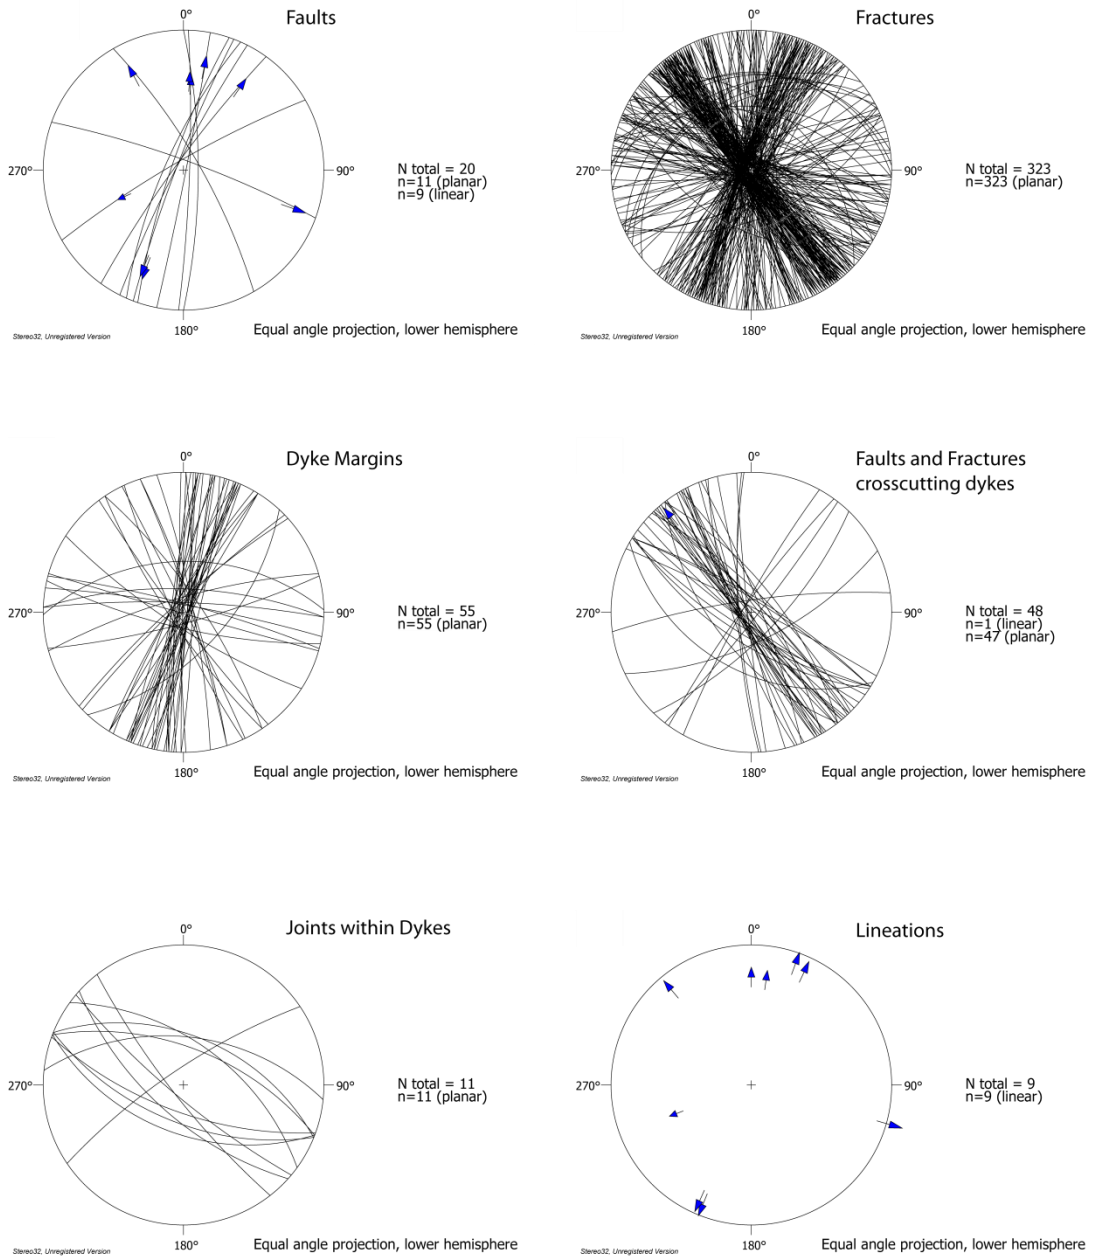 Faults
0°
270°
90°
180°
N total = 20
n=11 (planar)
n=9 (linear)
Stereo32, Unregistered Version
Equal angle projection, lower hemisphere
Fractures
0°
270°
90°
180°
N total = 323
n=323 (planar)
Stereo32, Unregistered Version
Equal angle projection, lower hemisphere
Dyke Margins
0°
270°
90°
180°
N total = 55
n=55 (planar)
Stereo32, Unregistered Version
Equal angle projection, lower hemisphere
Faults and Fractures
crosscutting dykes
0°
270°
90°
180°
N total = 48
n=1 (linear)
n=47 (planar)
Stereo32, Unregistered Version
Equal angle projection, lower hemisphere
Joints within Dykes
0°
270°
90°
180°
N total = 11
n=11 (planar)
Stereo32, Unregistered Version
Equal angle projection, lower hemisphere
Lineations
0°
270°
90°
180°
N total = 9
n=9 (linear)
Stereo32, Unregistered Version
Equal angle projection, lower hemisphere